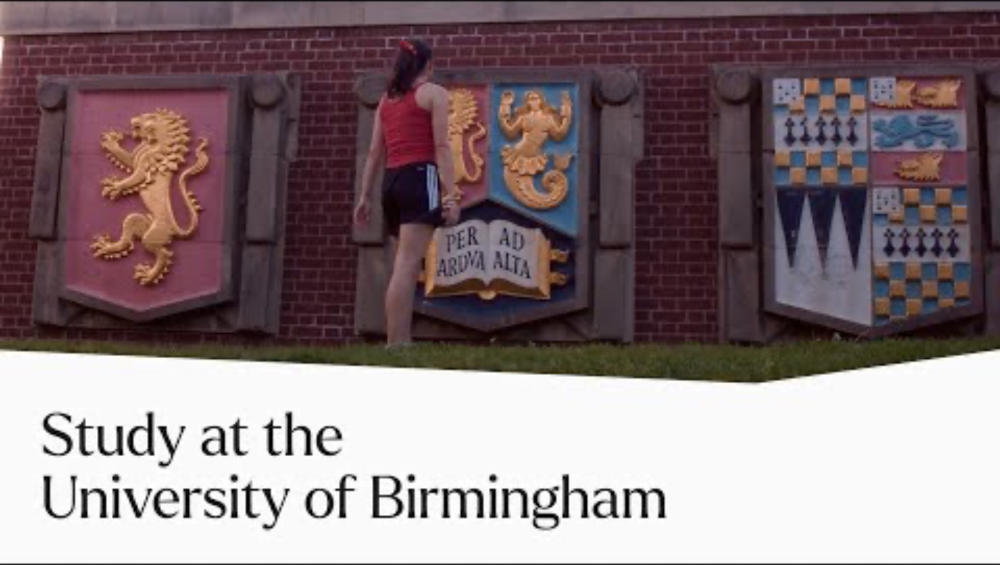 PER AD
ARDVA ALTA
Study at the
University of Birmingham